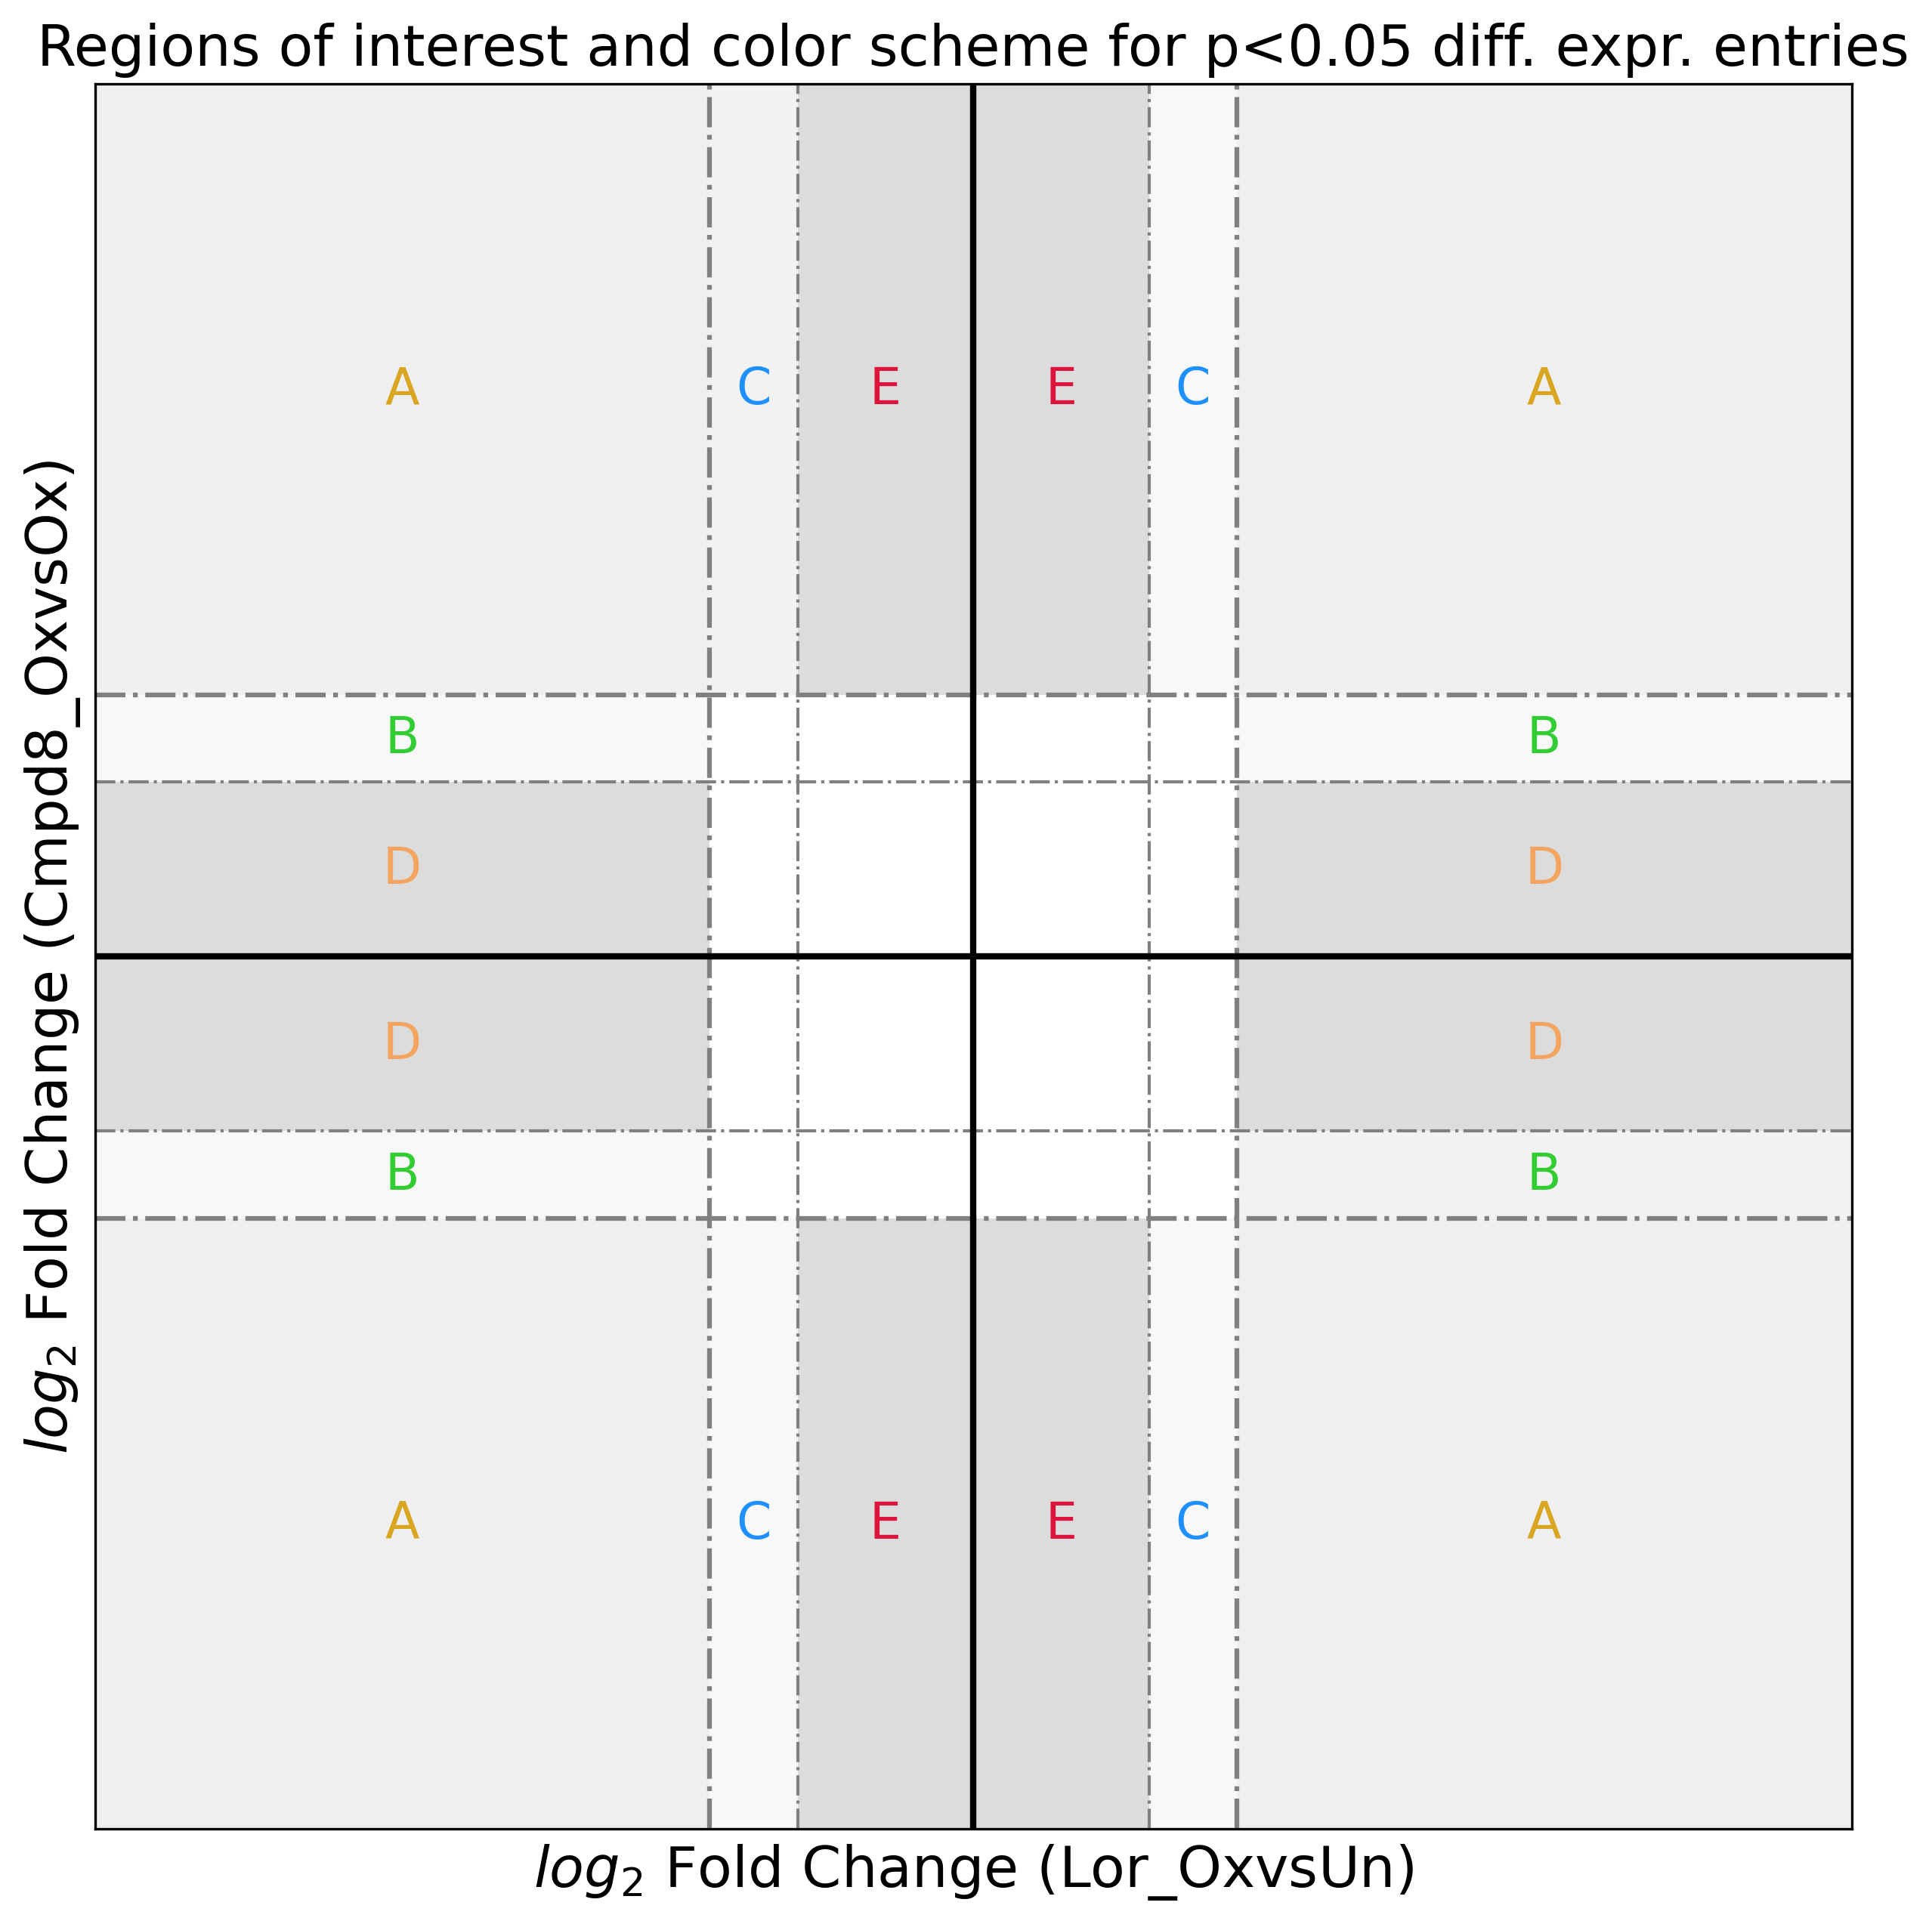 Regions of interest and color scheme for p<0.05 diff. expr. entries
log₂ Fold Change (Cmpd8_OxvsOx)
A C E E C A
B B
D D
D D
B B
A C E E C A
log₂ Fold Change (Lor_OxvsUn)